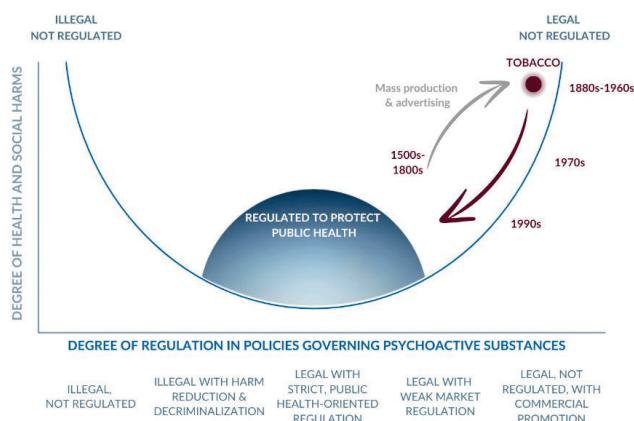 ILLEGAL
NOT REGULATED
LEGAL
NOT REGULATED
TOBACCO
Mass production
& advertising
1880s-1960s
1500s-
1800s
1970s
1990s
REGULATED TO PROTECT
PUBLIC HEALTH
DEGREE OF HEALTH AND SOCIAL HARMS
DEGREE OF REGULATION IN POLICIES GOVERNING PSYCHOACTIVE SUBSTANCES
ILLEGAL,
NOT REGULATED
ILLEGAL WITH HARM
REDUCTION &
DECRIMINALIZATION
LEGAL WITH
STRICT, PUBLIC
HEALTH-ORIENTED
REGULATION
LEGAL WITH
WEAK MARKET
REGULATION
LEGAL, NOT
REGULATED, WITH
COMMERCIAL
PROMOTION